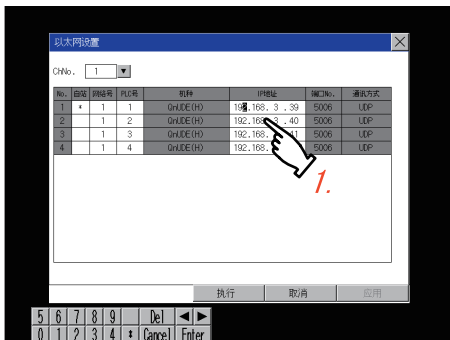 以太网设置
ChNo. 1
No. 自站 网络号 PLC号 机种 IP地址 端口No. 通讯方式
1 * 1 1 QnUDE(H) 192.168. 3 .39 5006 UDP
2 1 2 QnUDE(H) 192.168. 3 .40 5006 UDP
3 1 3 QnUDE(H) 192.168. 41 5006 UDP
4 1 4 QnUDE(H) 192.168. 5006 UDP
1.
执行 取消 应用
5 6 7 8 9 Del
0 1 2 3 4 * Cancel Enter